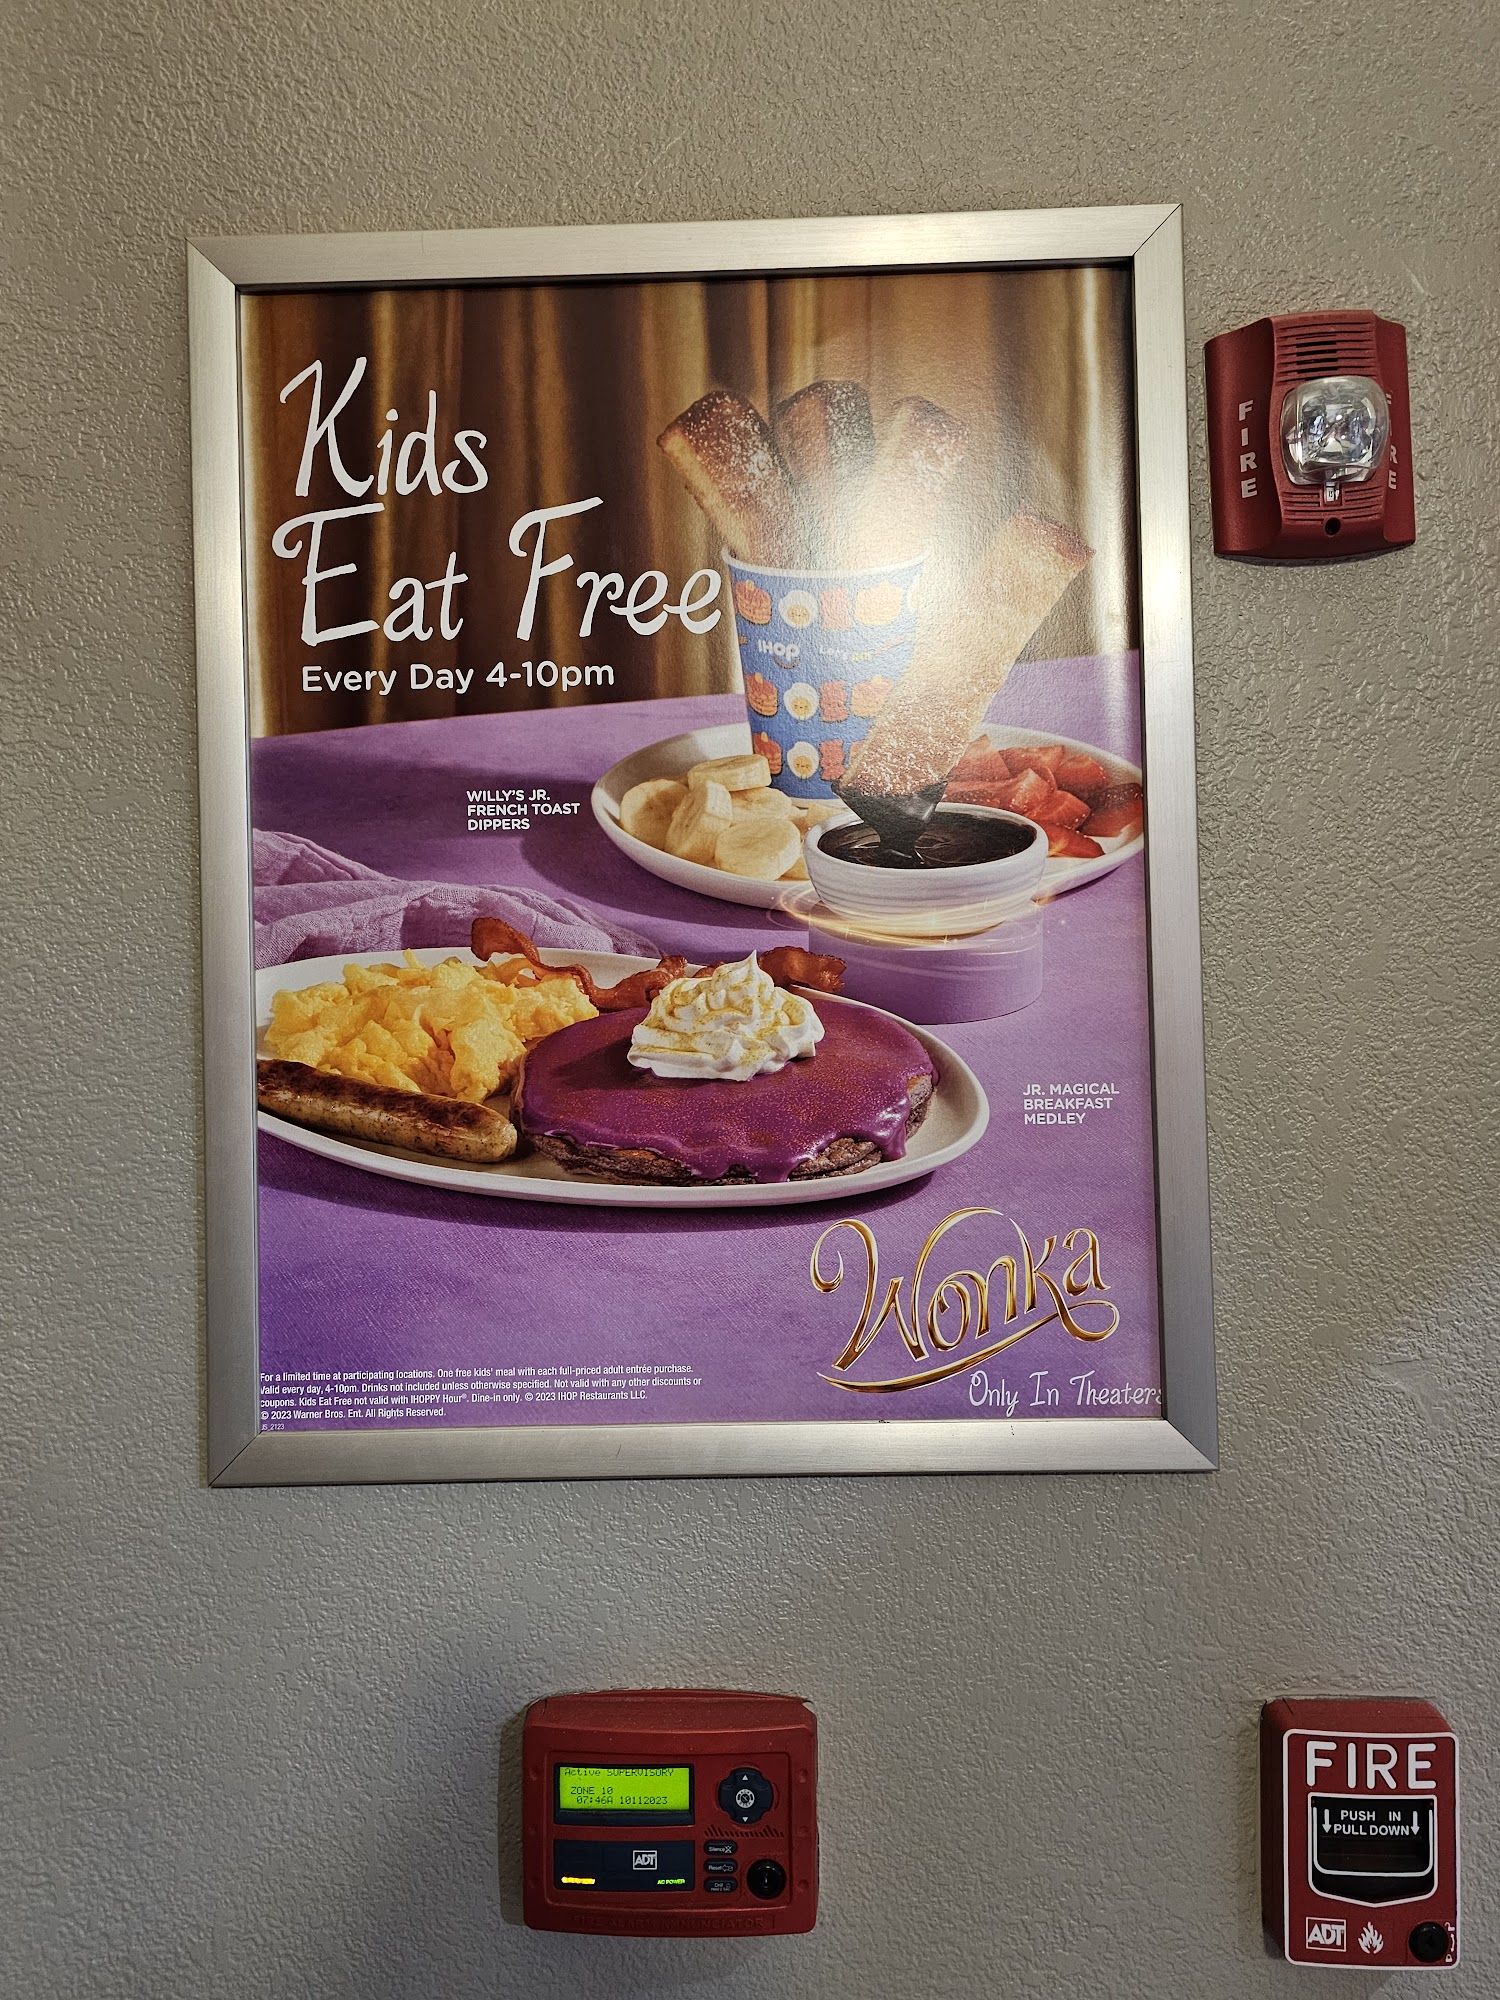 Kids
Eat Free
Every Day 4-10pm
FIRE
IHOP
WILLY'S JR.
FRENCH TOAST
DIPPERS
JR. MAGICAL
BREAKFAST
MEDLEY
Wonka
Only In Theaters
For a limited time at participating locations. One free kids' meal with each full-priced adult entrée purchase.
Valid every day, 4-10pm. Drinks not included unless otherwise specified. Not valid with any other discounts or
coupons. Kids Eat Free not valid with IHOPPY Hour®. Dine-in only. © 2023 IHOP Restaurants LLC.
© 2023 Warner Bros. Ent. All Rights Reserved.
Active SUPERVISORY
ZONE 10
07:46A 10112023
ADT
AC POWER
Silence
Reset
Drill
FIRE ALARM ANNUNCIATOR
FIRE
PUSH IN
PULL DOWN
ADT